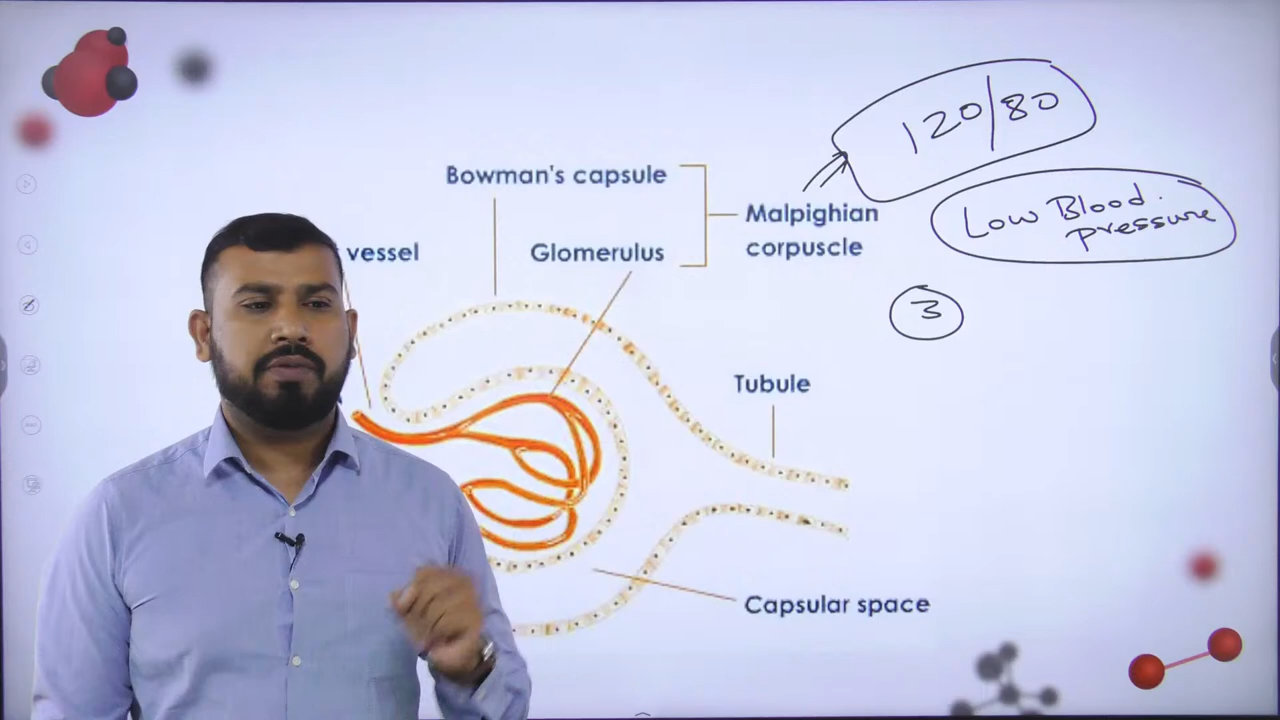 120/80
Bowman's capsule
Low Blood.
pressure
Malpighian
corpuscle
vessel
Glomerulus
3
Tubule
Capsular space